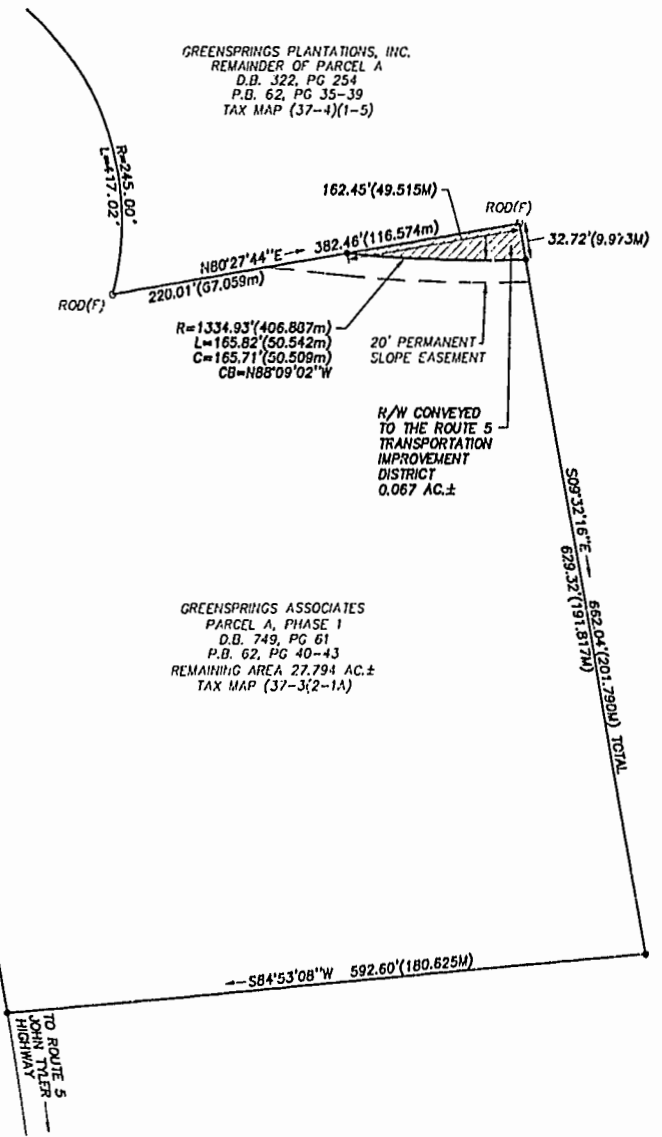 GREENSPRINGS PLANTATIONS, INC.
REMAINDER OF PARCEL A
D.B. 322, PG 254
P.B. 62, PG 35-39
TAX MAP (37-4)(1-5)
R=245.00'
L=417.02'
162.45'(49.515M)
ROD(F)
32.72'(9.973M)
N80°27'44"E
382.46'(116.574m)
220.01'(67.059m)
ROD(F)
R=1334.93'(406.887m)
L=165.82'(50.542m)
C=165.71'(50.509m)
CB=N88°09'02"W
20' PERMANENT
SLOPE EASEMENT
R/W CONVEYED
TO THE ROUTE 5
TRANSPORTATION
IMPROVEMENT
DISTRICT
0.067 AC.±
S09°32'16"E
662.04'(201.790M) TOTAL
629.32'(191.817M)
GREENSPRINGS ASSOCIATES
PARCEL A, PHASE 1
D.B. 749, PG 61
P.B. 62, PG 40-43
REMAINING AREA 27.794 AC.±
TAX MAP (37-3(2-1A)
S84°53'08"W 592.60'(180.625M)
TO ROUTE 5
JOHN TYLER
HIGHWAY